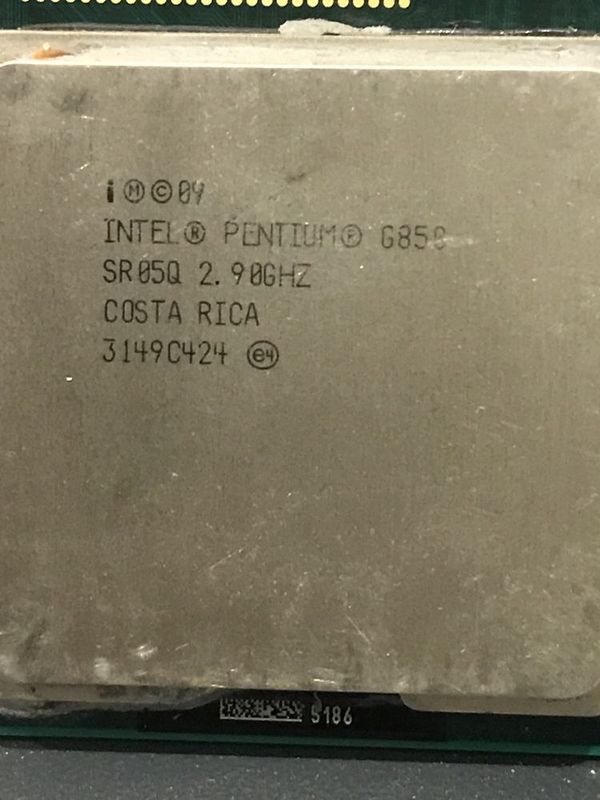 i Ⓜ © 09
INTEL® PENTIUM® G850
SR05Q 2.90GHZ
COSTA RICA
3149C424 e4
5186